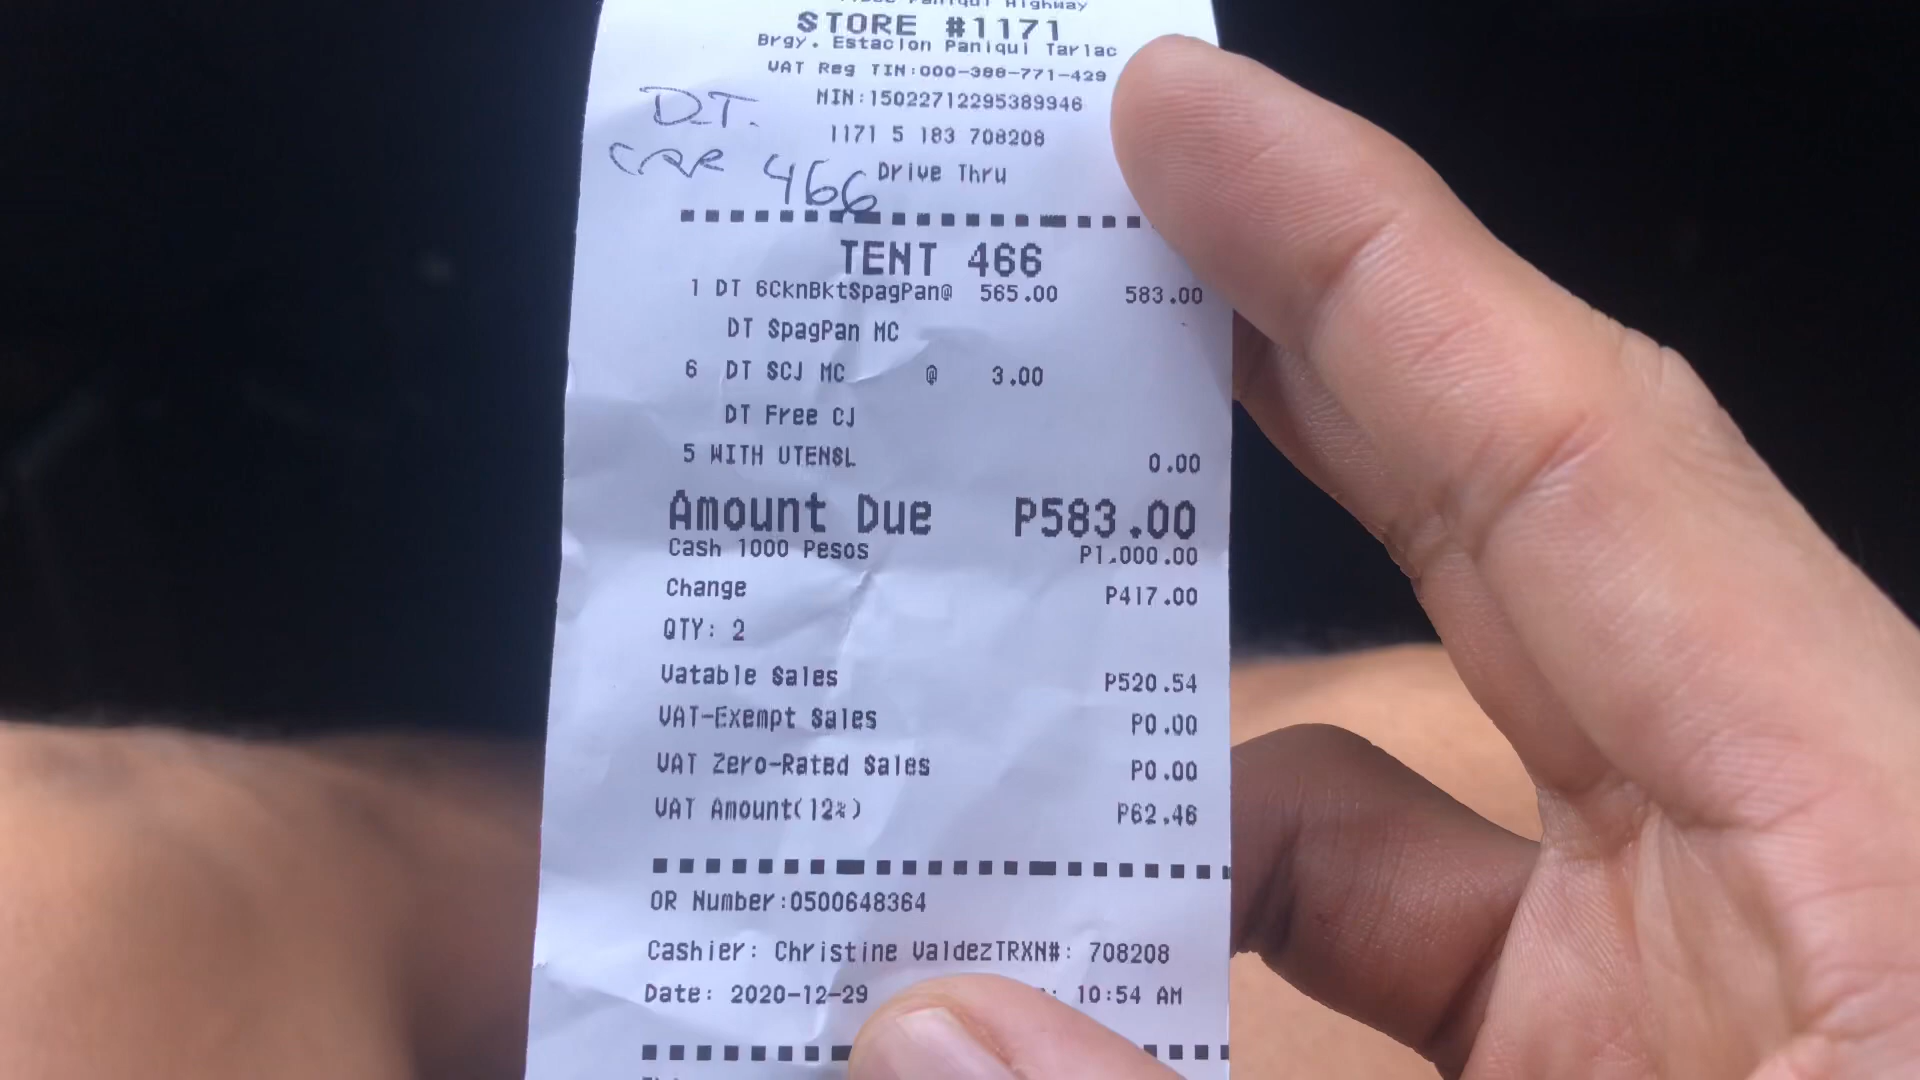 Paniqui Highway
STORE #1171
Brgy. Estacion Paniqui Tarlac
VAT Reg TIN:000-388-771-429
MIN:15022712295389946
D.T.
1171 5 183 708208
CAR 466
Drive Thru
TENT 466
1 DT 6CknBktSpagPan@ 565.00 583.00
DT SpagPan MC
6 DT SCJ MC @ 3.00
DT Free CJ
5 WITH UTENSL 0.00
Amount Due P583.00
Cash 1000 Pesos P1,000.00
Change P417.00
QTY: 2
Vatable Sales P520.54
VAT-Exempt Sales P0.00
VAT Zero-Rated Sales P0.00
VAT Amount(12%) P62.46
OR Number:0500648364
Cashier: Christine ValdezTRXN#: 708208
Date: 2020-12-29 : 10:54 AM